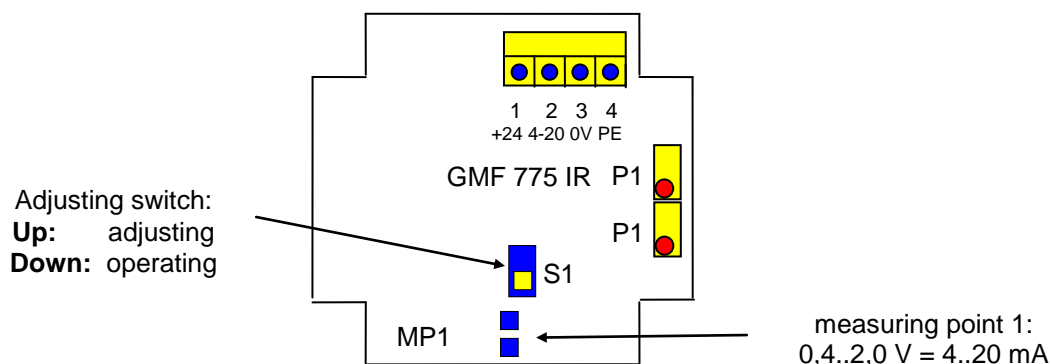 1 2 3 4
+24 4-20 0V PE
GMF 775 IR P1
P1
Adjusting switch:
Up: adjusting
Down: operating
S1
MP1
measuring point 1:
0,4..2,0 V = 4..20 mA